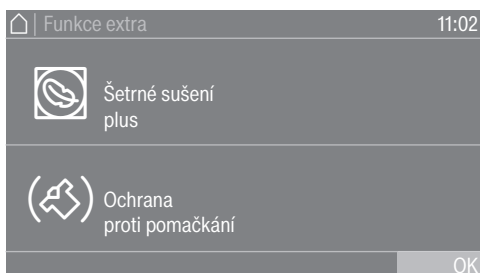 Funkce extra 11:02
Šetrné sušení
plus
Ochrana
proti pomačkání
OK